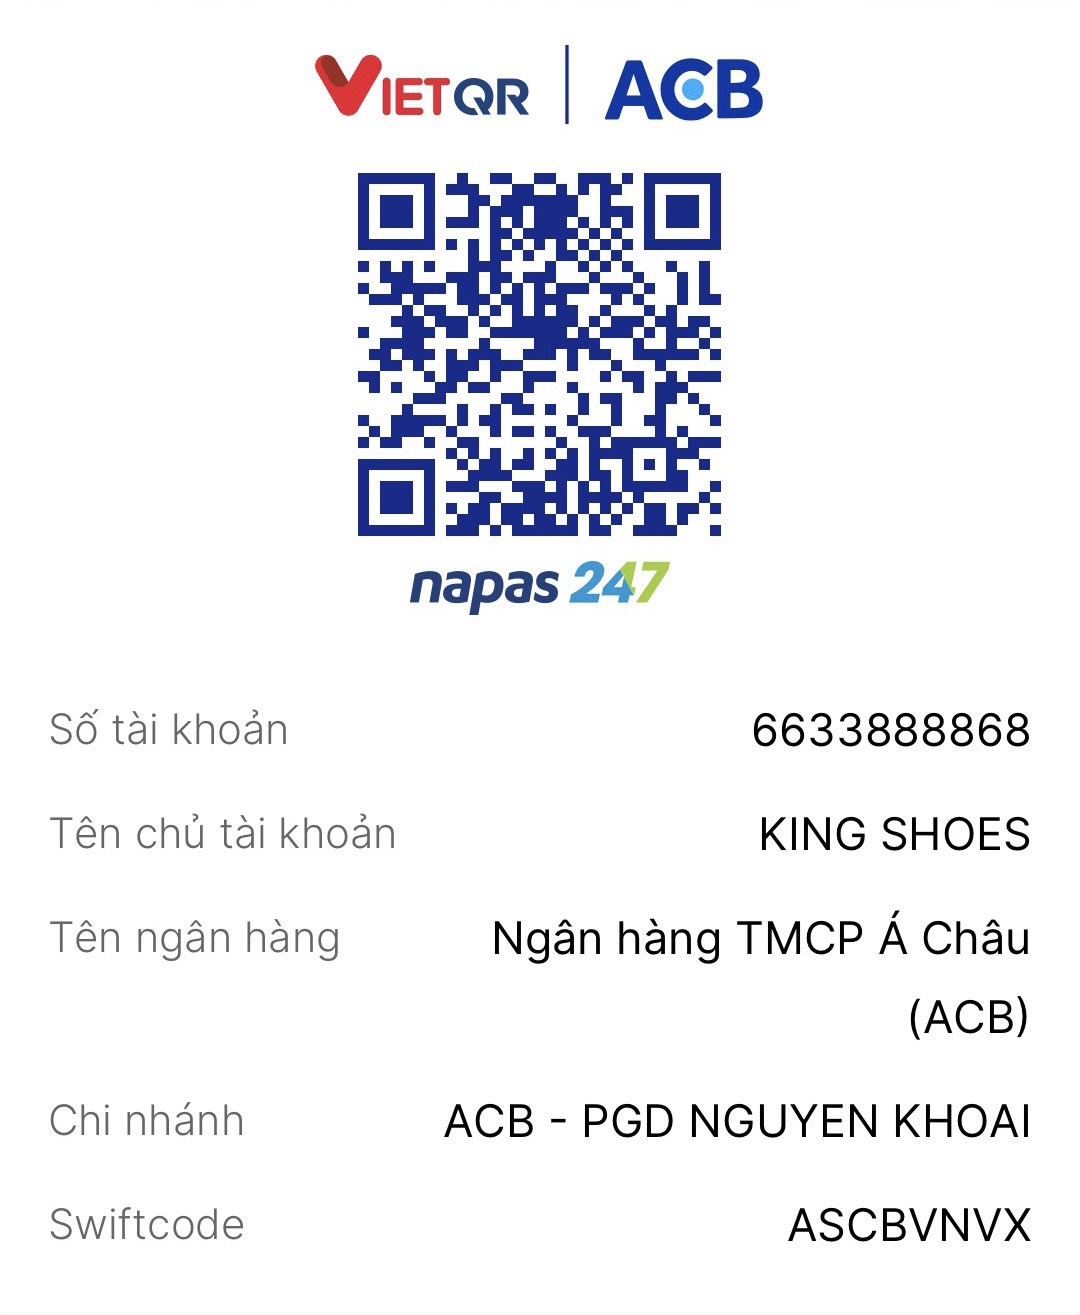 VIETQR | ACB
napas 247
Số tài khoản 6633888868
Tên chủ tài khoản KING SHOES
Tên ngân hàng Ngân hàng TMCP Á Châu
(ACB)
Chi nhánh ACB - PGD NGUYEN KHOAI
Swiftcode ASCBVNVX